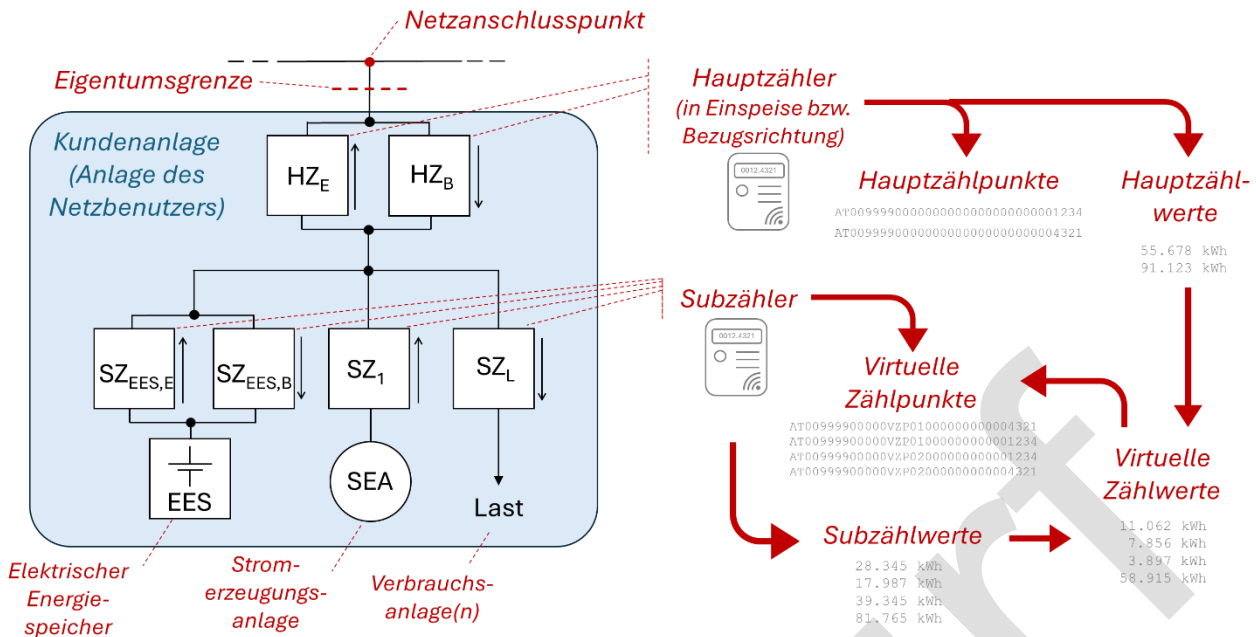 Netzanschlusspunkt
Eigentumsgrenze
Kundenanlage
(Anlage des
Netzbenutzers)
HZE
HZB
SZEES,E
SZEES,B
SZ1
SZL
EES
SEA
Last
Elektrischer
Energie-
speicher
Strom-
erzeugungs-
anlage
Verbrauchs-
anlage(n)
Hauptzähler
(in Einspeise bzw.
Bezugsrichtung)
0012.4321
Hauptzählpunkte
AT0099990000000000000000000001234
AT0099990000000000000000000004321
Hauptzähl-
werte
55.678 kWh
91.123 kWh
Subzähler
0012.4321
Virtuelle
Zählpunkte
AT00999900000VZP01000000000004321
AT00999900000VZP01000000000001234
AT00999900000VZP02000000000001234
AT00999900000VZP02000000000004321
Virtuelle
Zählwerte
11.062 kWh
7.856 kWh
3.897 kWh
58.915 kWh
Subzählwerte
28.345 kWh
17.987 kWh
39.345 kWh
81.765 kWh